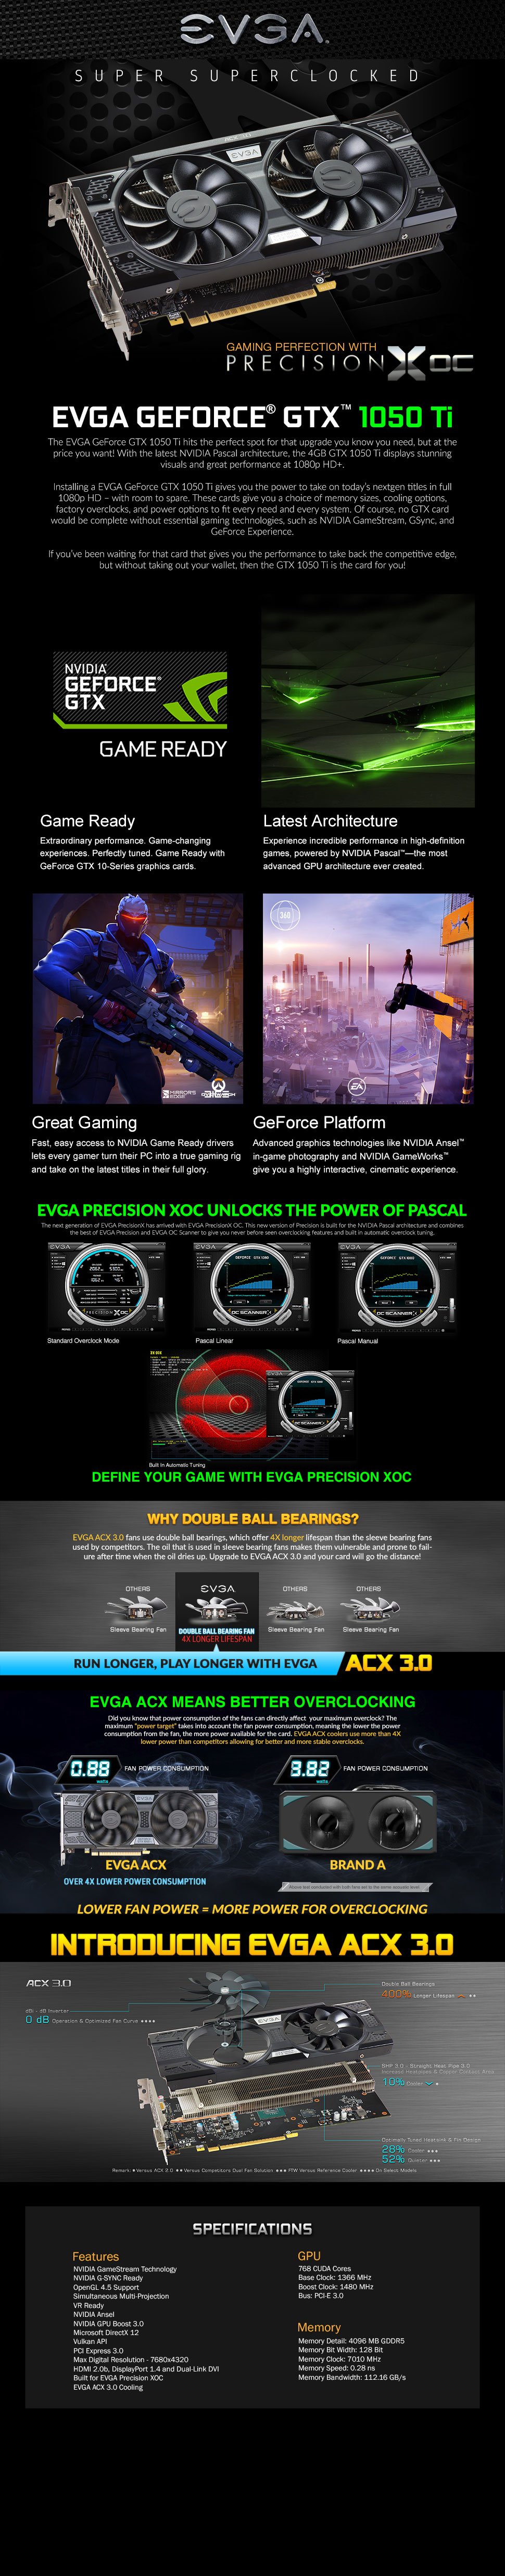 EVGA
SUPER SUPERCLOCKED
EVGA
GAMING PERFECTION WITH
PRECISION X OC
EVGA GEFORCE® GTX™ 1050 Ti
The EVGA GeForce GTX 1050 Ti hits the perfect spot for that upgrade you know you need, but at the
price you want! With the latest NVIDIA Pascal architecture, the 4GB GTX 1050 Ti displays stunning
visuals and great performance at 1080p HD+.
Installing a EVGA GeForce GTX 1050 Ti gives you the power to take on today's nextgen titles in full
1080p HD – with room to spare. These cards give you a choice of memory sizes, cooling options,
factory overclocks, and power options to fit every need and every system. Of course, no GTX card
would be complete without essential gaming technologies, such as NVIDIA GameStream, GSync, and
GeForce Experience.
If you've been waiting for that card that gives you the performance to take back the competitive edge,
but without taking out your wallet, then the GTX 1050 Ti is the card for you!
NVIDIA
GEFORCE®
GTX
GAME READY
Game Ready
Extraordinary performance. Game-changing
experiences. Perfectly tuned. Game Ready with
GeForce GTX 10-Series graphics cards.
Latest Architecture
Experience incredible performance in high-definition
games, powered by NVIDIA Pascal™—the most
advanced GPU architecture ever created.
360
MIRROR'S
EDGE
OVERWATCH
EA
Great Gaming
Fast, easy access to NVIDIA Game Ready drivers
lets every gamer turn their PC into a true gaming rig
and take on the latest titles in their full glory.
GeForce Platform
Advanced graphics technologies like NVIDIA Ansel™
in-game photography and NVIDIA GameWorks™
give you a highly interactive, cinematic experience.
EVGA PRECISION XOC UNLOCKS THE POWER OF PASCAL
The next generation of EVGA PrecisionX has arrived with EVGA PrecisionX OC. This new version of Precision is built for the NVIDIA Pascal architecture and combines
the best of EVGA Precision and EVGA OC Scanner to give you never before seen overclocking features and built in automatic overclock tuning.
EVGA
PRECISION XOC
EVGA
OC SCANNER
EVGA
OC SCANNER
Standard Overclock Mode
Pascal Linear
Pascal Manual
OC SCANNER
Built In Automatic Tuning
DEFINE YOUR GAME WITH EVGA PRECISION XOC
WHY DOUBLE BALL BEARINGS?
EVGA ACX 3.0 fans use double ball bearings, which offer 4X longer lifespan than the sleeve bearing fans
used by competitors. The oil that is used in sleeve bearing fans makes them vulnerable and prone to fail-
ure after time when the oil dries up. Upgrade to EVGA ACX 3.0 and your card will go the distance!
OTHERS
EVGA
OTHERS
OTHERS
Sleeve Bearing Fan
DOUBLE BALL BEARING FAN
4X LONGER LIFESPAN
Sleeve Bearing Fan
Sleeve Bearing Fan
RUN LONGER, PLAY LONGER WITH EVGA
ACX 3.0
EVGA ACX MEANS BETTER OVERCLOCKING
Did you know that power consumption of the fans can directly affect your maximum overclock? The
maximum "power target" takes into account the fan power consumption, meaning the lower the power
consumption from the fan, the more power available for the card. EVGA ACX coolers use more than 4X
lower power than competitors allowing for better and more stable overclocks.
0.88
watts
FAN POWER CONSUMPTION
3.82
watts
FAN POWER CONSUMPTION
EVGA
EVGA ACX
OVER 4X LOWER POWER CONSUMPTION
BRAND A
LOWER FAN POWER = MORE POWER FOR OVERCLOCKING
INTRODUCING EVGA ACX 3.0
ACX 3.0
dBi - dB Inverter
0 dB Operation & Optimized Fan Curve ★★★★
EVGA
Double Ball Bearings
400% Longer Lifespan ★★
SHP 3.0 - Straight Heat Pipe 3.0
Increased Heatpipes & Copper Contact Area
10% Cooler ★
Optimally Tuned Heatsink & Fin Design
28% Cooler ★★★
52% Quieter ★★★
Remark: ★ Versus ACX 2.0 ★★ Versus Competitors Dual Fan Solution ★★★ FTW Versus Reference Cooler ★★★★ On Select Models
SPECIFICATIONS
Features
NVIDIA GameStream Technology
NVIDIA G-SYNC Ready
OpenGL 4.5 Support
Simultaneous Multi-Projection
VR Ready
NVIDIA Ansel
NVIDIA GPU Boost 3.0
Microsoft DirectX 12
Vulkan API
PCI Express 3.0
Max Digital Resolution - 7680x4320
HDMI 2.0b, DisplayPort 1.4 and Dual-Link DVI
Built for EVGA Precision XOC
EVGA ACX 3.0 Cooling
GPU
768 CUDA Cores
Base Clock: 1366 MHz
Boost Clock: 1480 MHz
Bus: PCI-E 3.0
Memory
Memory Detail: 4096 MB GDDR5
Memory Bit Width: 128 Bit
Memory Clock: 7010 MHz
Memory Speed: 0.28 ns
Memory Bandwidth: 112.16 GB/s